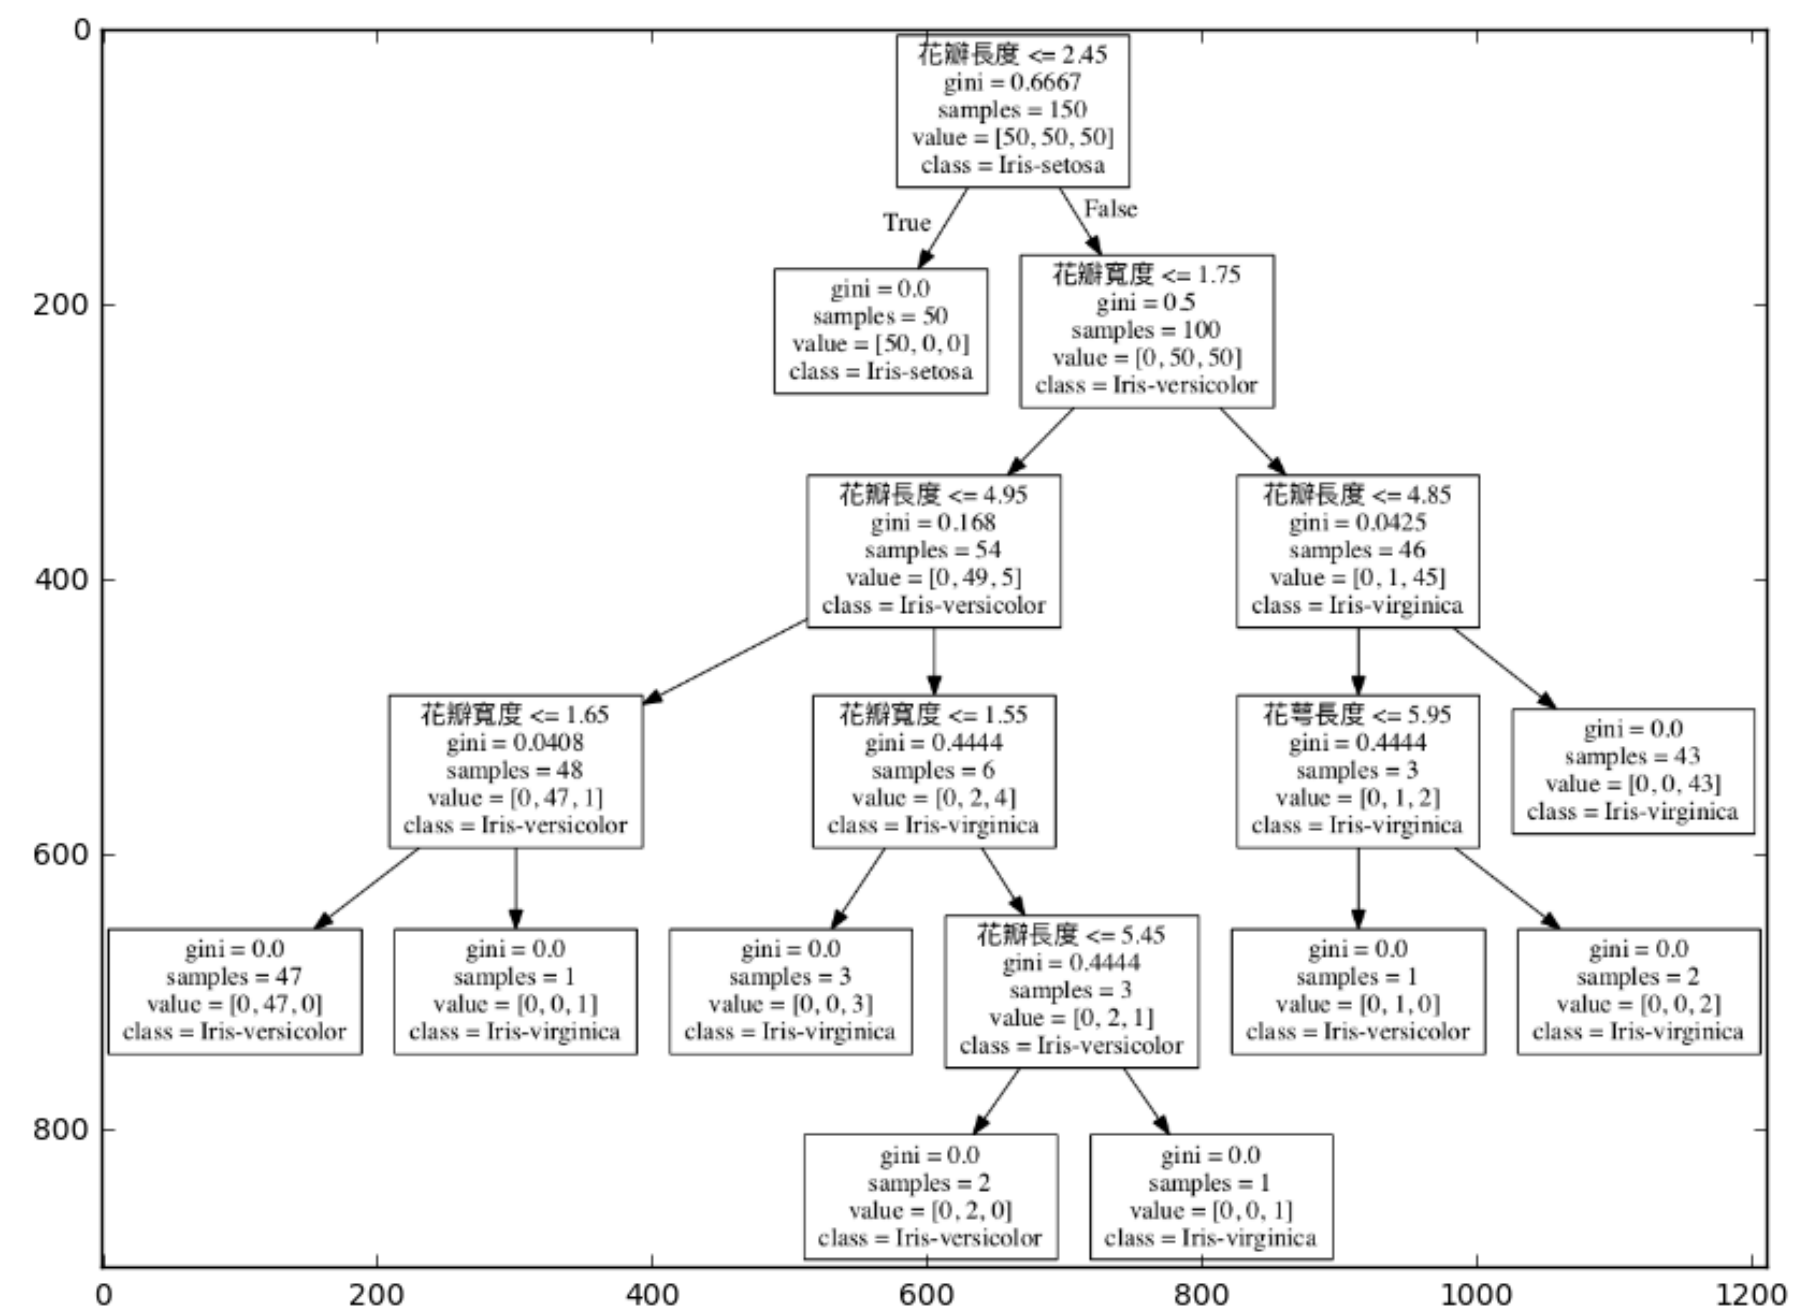 0
花瓣長度 <= 2.45
gini = 0.6667
samples = 150
value = [50, 50, 50]
class = Iris-setosa
True
False
200
gini = 0.0
samples = 50
value = [50, 0, 0]
class = Iris-setosa
花瓣寬度 <= 1.75
gini = 0.5
samples = 100
value = [0, 50, 50]
class = Iris-versicolor
400
花瓣長度 <= 4.95
gini = 0.168
samples = 54
value = [0, 49, 5]
class = Iris-versicolor
花瓣長度 <= 4.85
gini = 0.0425
samples = 46
value = [0, 1, 45]
class = Iris-virginica
花瓣寬度 <= 1.65
gini = 0.0408
samples = 48
value = [0, 47, 1]
class = Iris-versicolor
花瓣寬度 <= 1.55
gini = 0.4444
samples = 6
value = [0, 2, 4]
class = Iris-virginica
花萼長度 <= 5.95
gini = 0.4444
samples = 3
value = [0, 1, 2]
class = Iris-virginica
gini = 0.0
samples = 43
value = [0, 0, 43]
class = Iris-virginica
600
gini = 0.0
samples = 47
value = [0, 47, 0]
class = Iris-versicolor
gini = 0.0
samples = 1
value = [0, 0, 1]
class = Iris-virginica
gini = 0.0
samples = 3
value = [0, 0, 3]
class = Iris-virginica
花瓣長度 <= 5.45
gini = 0.4444
samples = 3
value = [0, 2, 1]
class = Iris-versicolor
gini = 0.0
samples = 1
value = [0, 1, 0]
class = Iris-versicolor
gini = 0.0
samples = 2
value = [0, 0, 2]
class = Iris-virginica
800
gini = 0.0
samples = 2
value = [0, 2, 0]
class = Iris-versicolor
gini = 0.0
samples = 1
value = [0, 0, 1]
class = Iris-virginica
0 200 400 600 800 1000 1200